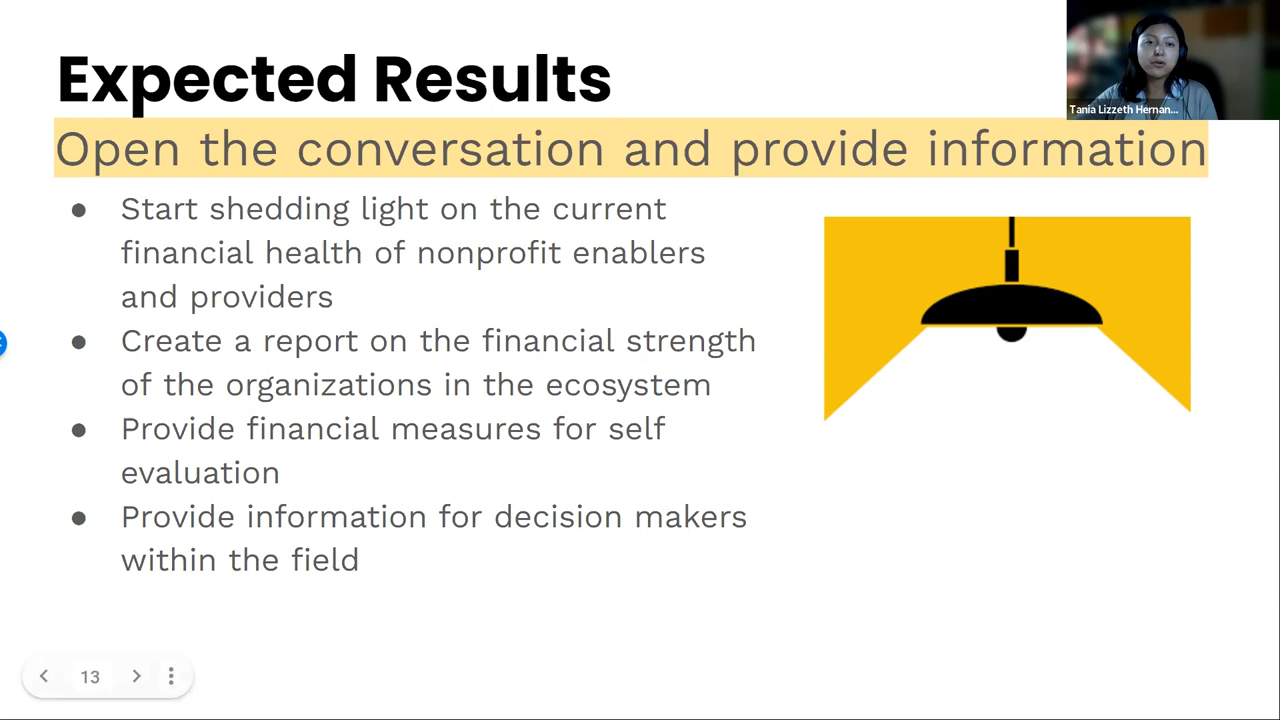 Expected Results
Tania Lizzeth Hernan...
Open the conversation and provide information
● Start shedding light on the current
financial health of nonprofit enablers
and providers
● Create a report on the financial strength
of the organizations in the ecosystem
● Provide financial measures for self
evaluation
● Provide information for decision makers
within the field
13